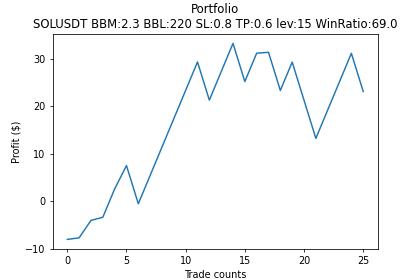 Portfolio
SOLUSDT BBM:2.3 BBL:220 SL:0.8 TP:0.6 lev:15 WinRatio:69.0
30
20
10
0
−10
Profit ($)
0
5
10
15
20
25
Trade counts